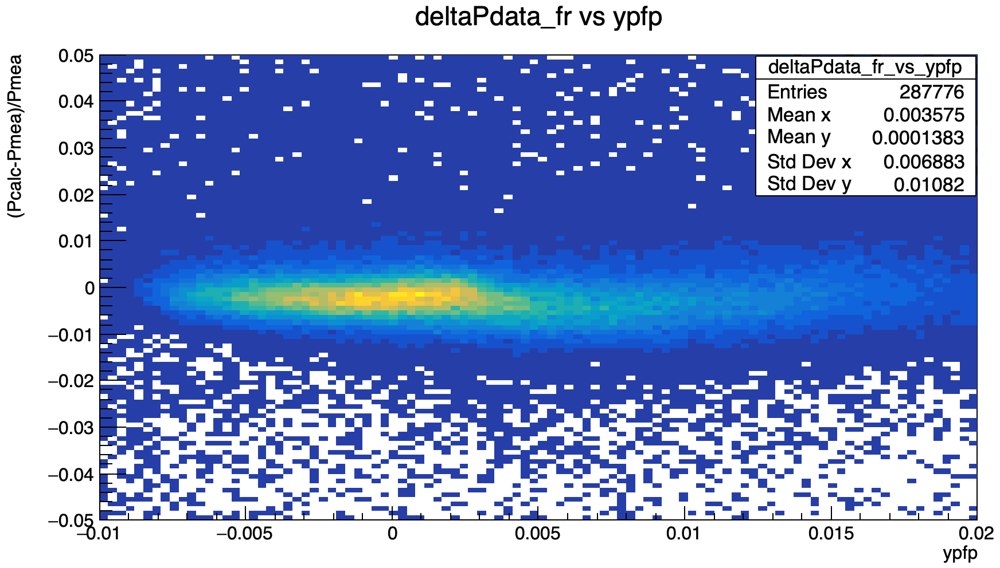 deltaPdata_fr vs ypfp
(Pcalc-Pmea)/Pmea
deltaPdata_fr_vs_ypfp
Entries 287776
Mean x 0.003575
Mean y 0.0001383
Std Dev x 0.006883
Std Dev y 0.01082
0.05
0.04
0.03
0.02
0.01
0
−0.01
−0.02
−0.03
−0.04
−0.05
−0.01 −0.005 0 0.005 0.01 0.015 0.02
ypfp